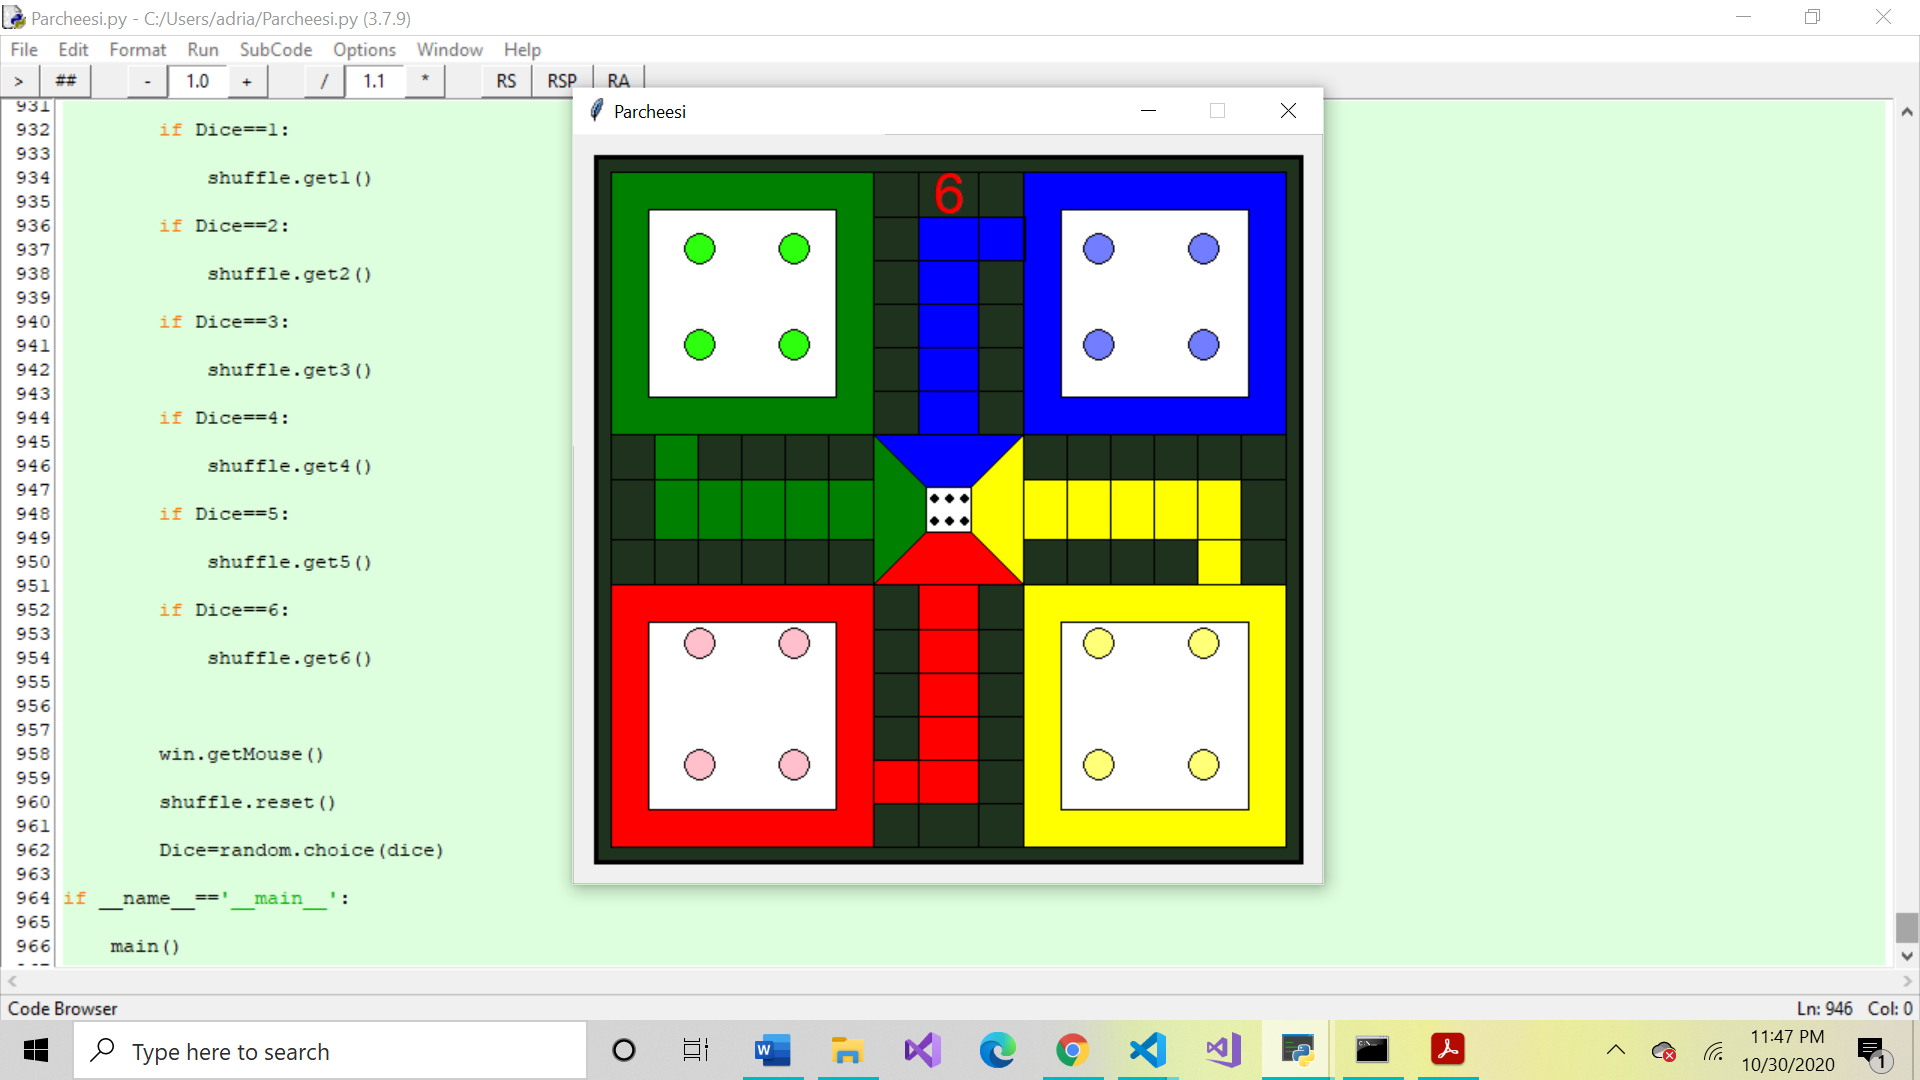 Parcheesi.py - C:/Users/adria/Parcheesi.py (3.7.9)
File Edit Format Run SubCode Options Window Help
> ## - 1.0 + / 1.1 * RS RSP RA
Parcheesi
931
932 if Dice==1:
933
934 shuffle.get1()
935
936 if Dice==2:
937
938 shuffle.get2()
939
940 if Dice==3:
941
942 shuffle.get3()
943
944 if Dice==4:
945
946 shuffle.get4()
947
948 if Dice==5:
949
950 shuffle.get5()
951
952 if Dice==6:
953
954 shuffle.get6()
955
956
957
958 win.getMouse()
959
960 shuffle.reset()
961
962 Dice=random.choice(dice)
963
964 if __name__=='__main__':
965
966 main()
6
Code Browser
Ln: 946 Col: 0
Type here to search
11:47 PM
10/30/2020
1